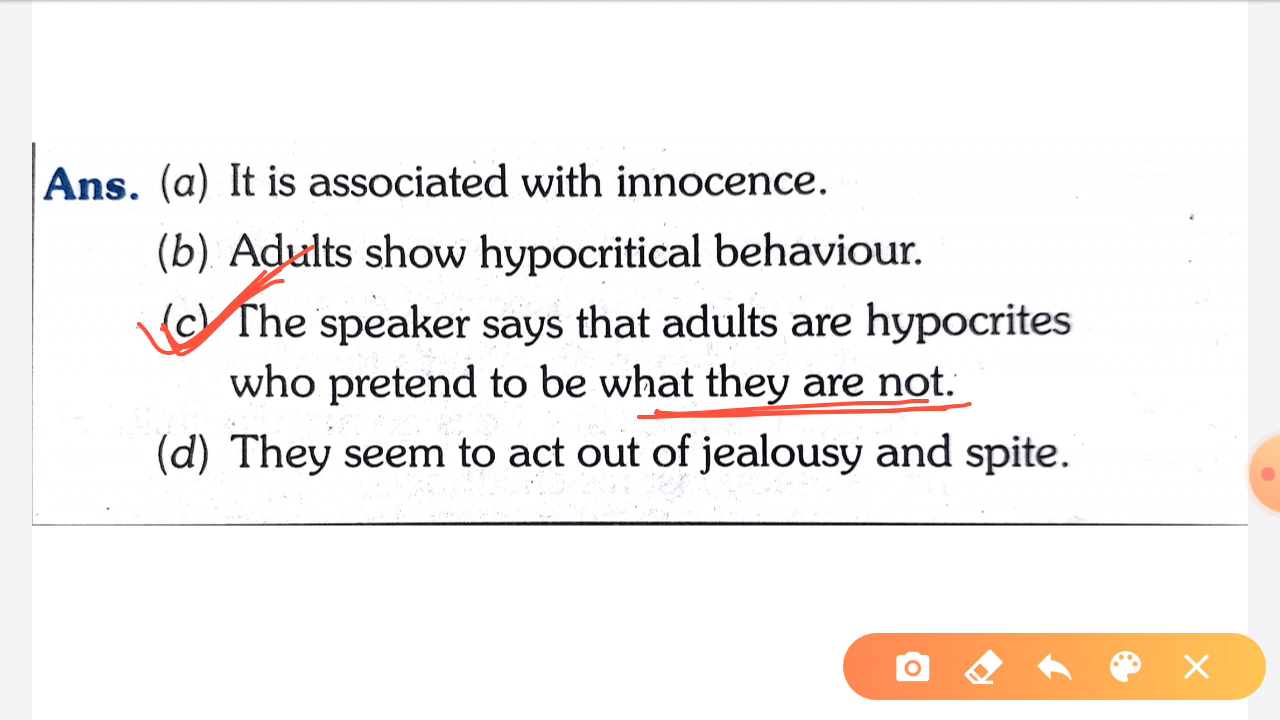 Ans. (a) It is associated with innocence.
(b) Adults show hypocritical behaviour.
(c) The speaker says that adults are hypocrites
who pretend to be what they are not.
(d) They seem to act out of jealousy and spite.